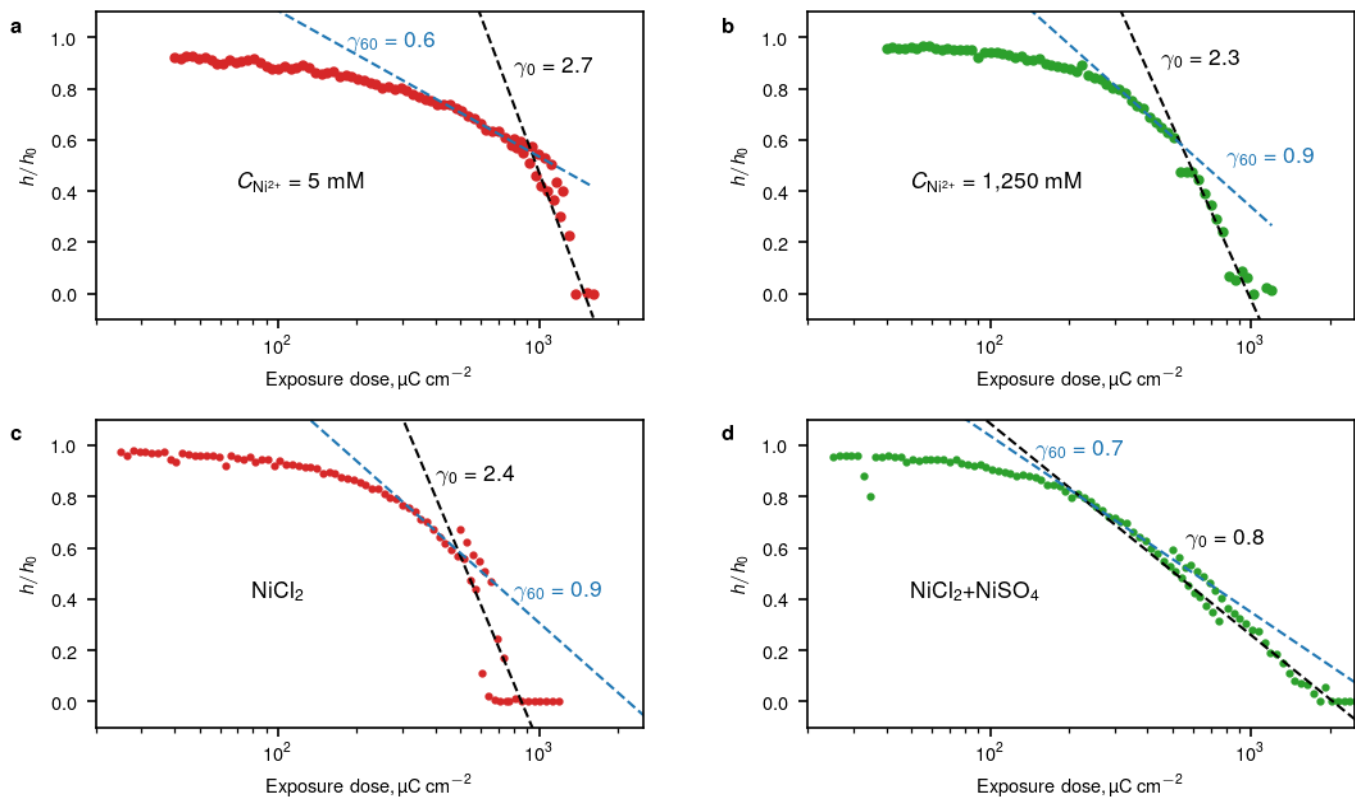 a
1.0
0.8
0.6
0.4
0.2
0.0
h/h₀
γ₆₀ = 0.6
γ₀ = 2.7
C_Ni²⁺ = 5 mM
10² 10³
Exposure dose, µC cm⁻²
b
1.0
0.8
0.6
0.4
0.2
0.0
h/h₀
γ₀ = 2.3
γ₆₀ = 0.9
C_Ni²⁺ = 1,250 mM
10² 10³
Exposure dose, µC cm⁻²
c
1.0
0.8
0.6
0.4
0.2
0.0
h/h₀
γ₀ = 2.4
γ₆₀ = 0.9
NiCl₂
10² 10³
Exposure dose, µC cm⁻²
d
1.0
0.8
0.6
0.4
0.2
0.0
h/h₀
γ₆₀ = 0.7
γ₀ = 0.8
NiCl₂+NiSO₄
10² 10³
Exposure dose, µC cm⁻²